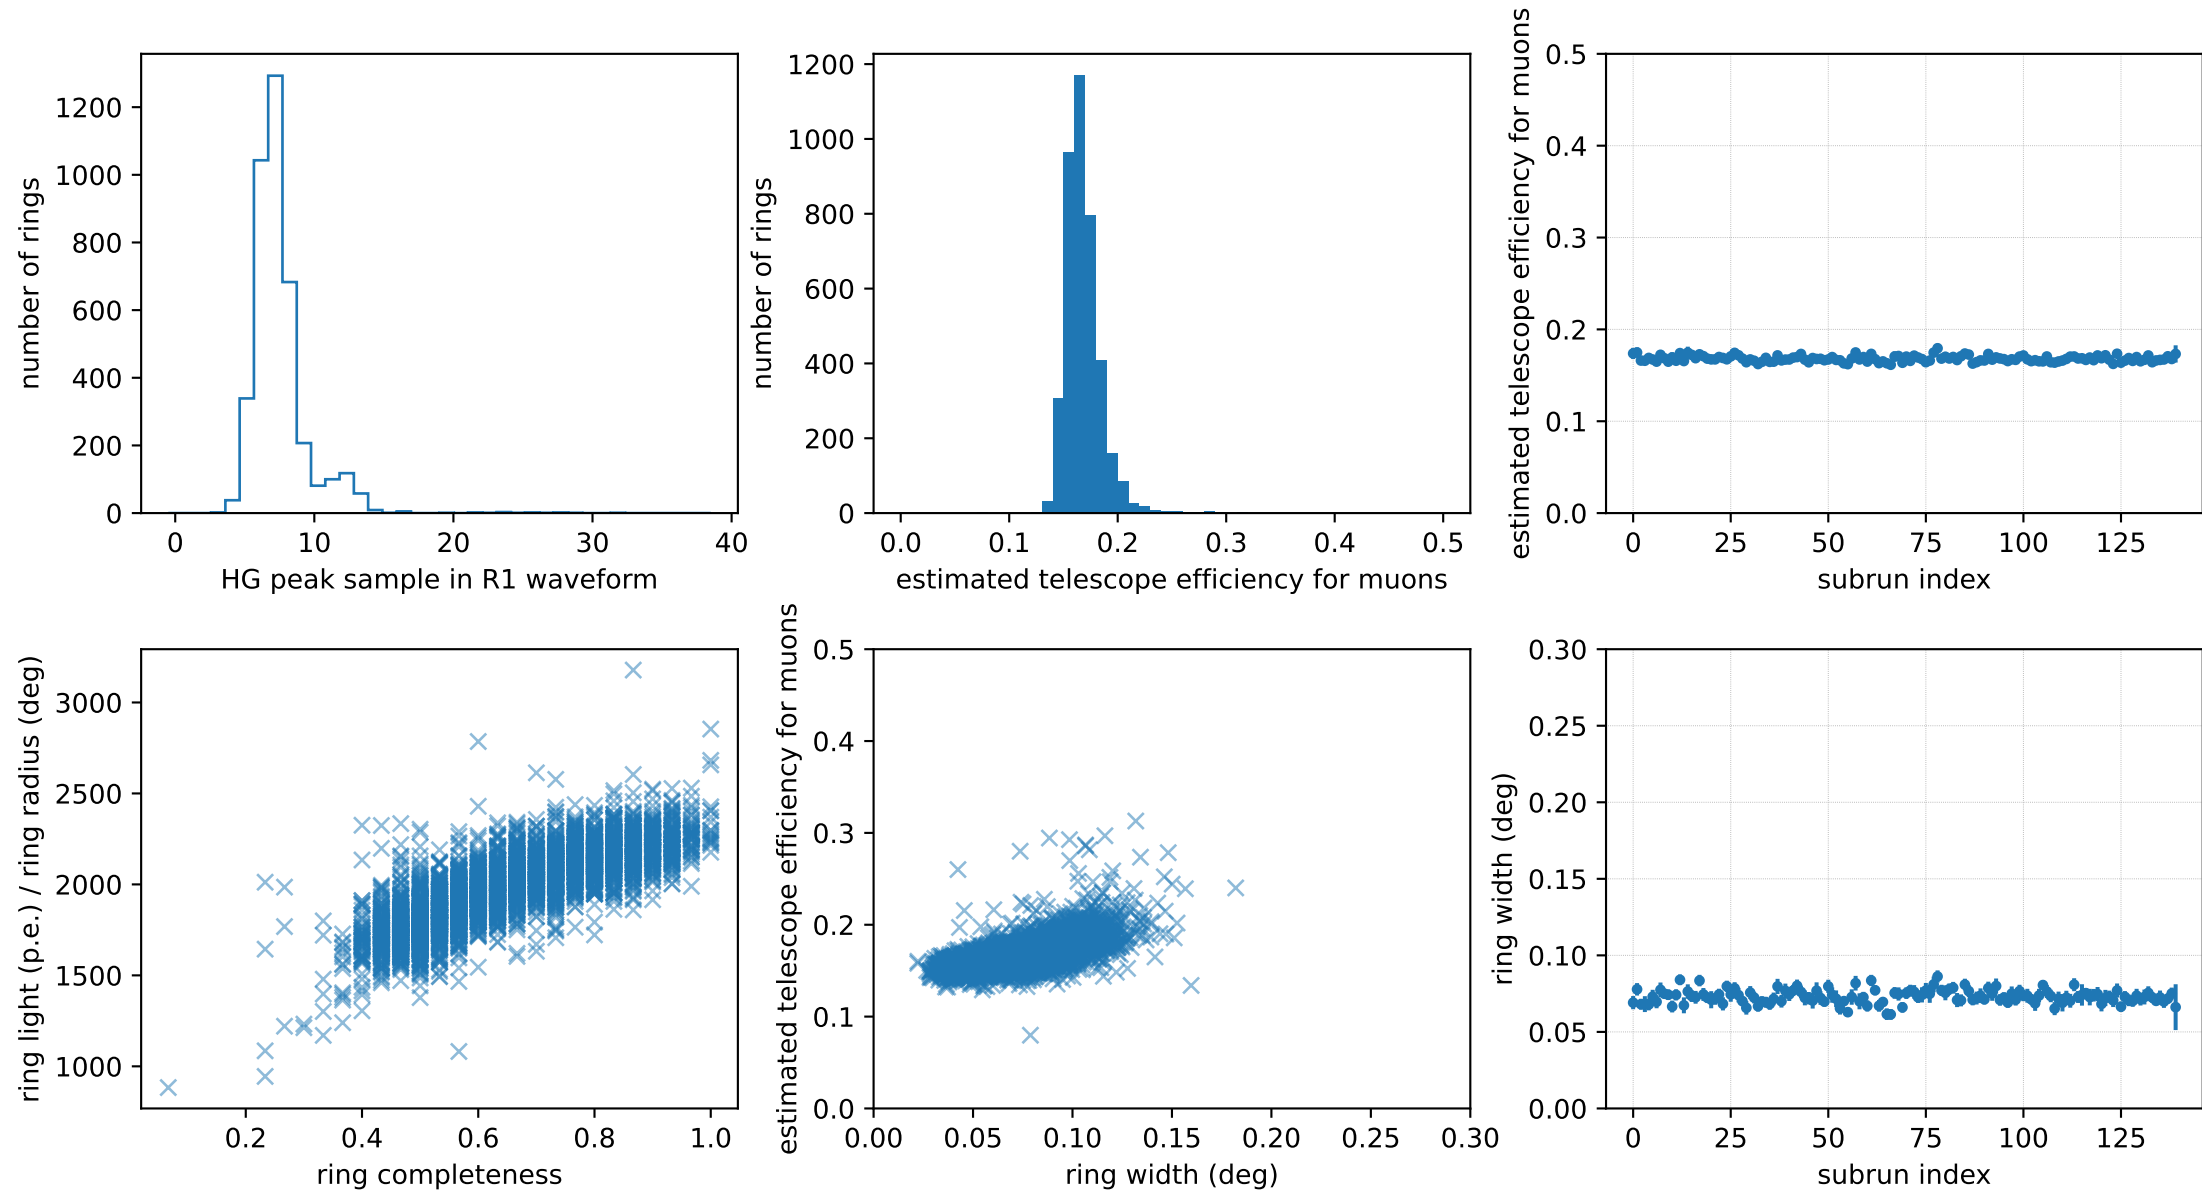 number of rings
1200
1000
800
600
400
200
0
0 10 20 30 40
HG peak sample in R1 waveform
number of rings
1200
1000
800
600
400
200
0
0.0 0.1 0.2 0.3 0.4 0.5
estimated telescope efficiency for muons
estimated telescope efficiency for muons
0.5
0.4
0.3
0.2
0.1
0.0
0 25 50 75 100 125
subrun index
ring light (p.e.) / ring radius (deg)
3000
2500
2000
1500
1000
0.2 0.4 0.6 0.8 1.0
ring completeness
estimated telescope efficiency for muons
0.5
0.4
0.3
0.2
0.1
0.0
0.00 0.05 0.10 0.15 0.20 0.25 0.30
ring width (deg)
ring width (deg)
0.30
0.25
0.20
0.15
0.10
0.05
0.00
0 25 50 75 100 125
subrun index